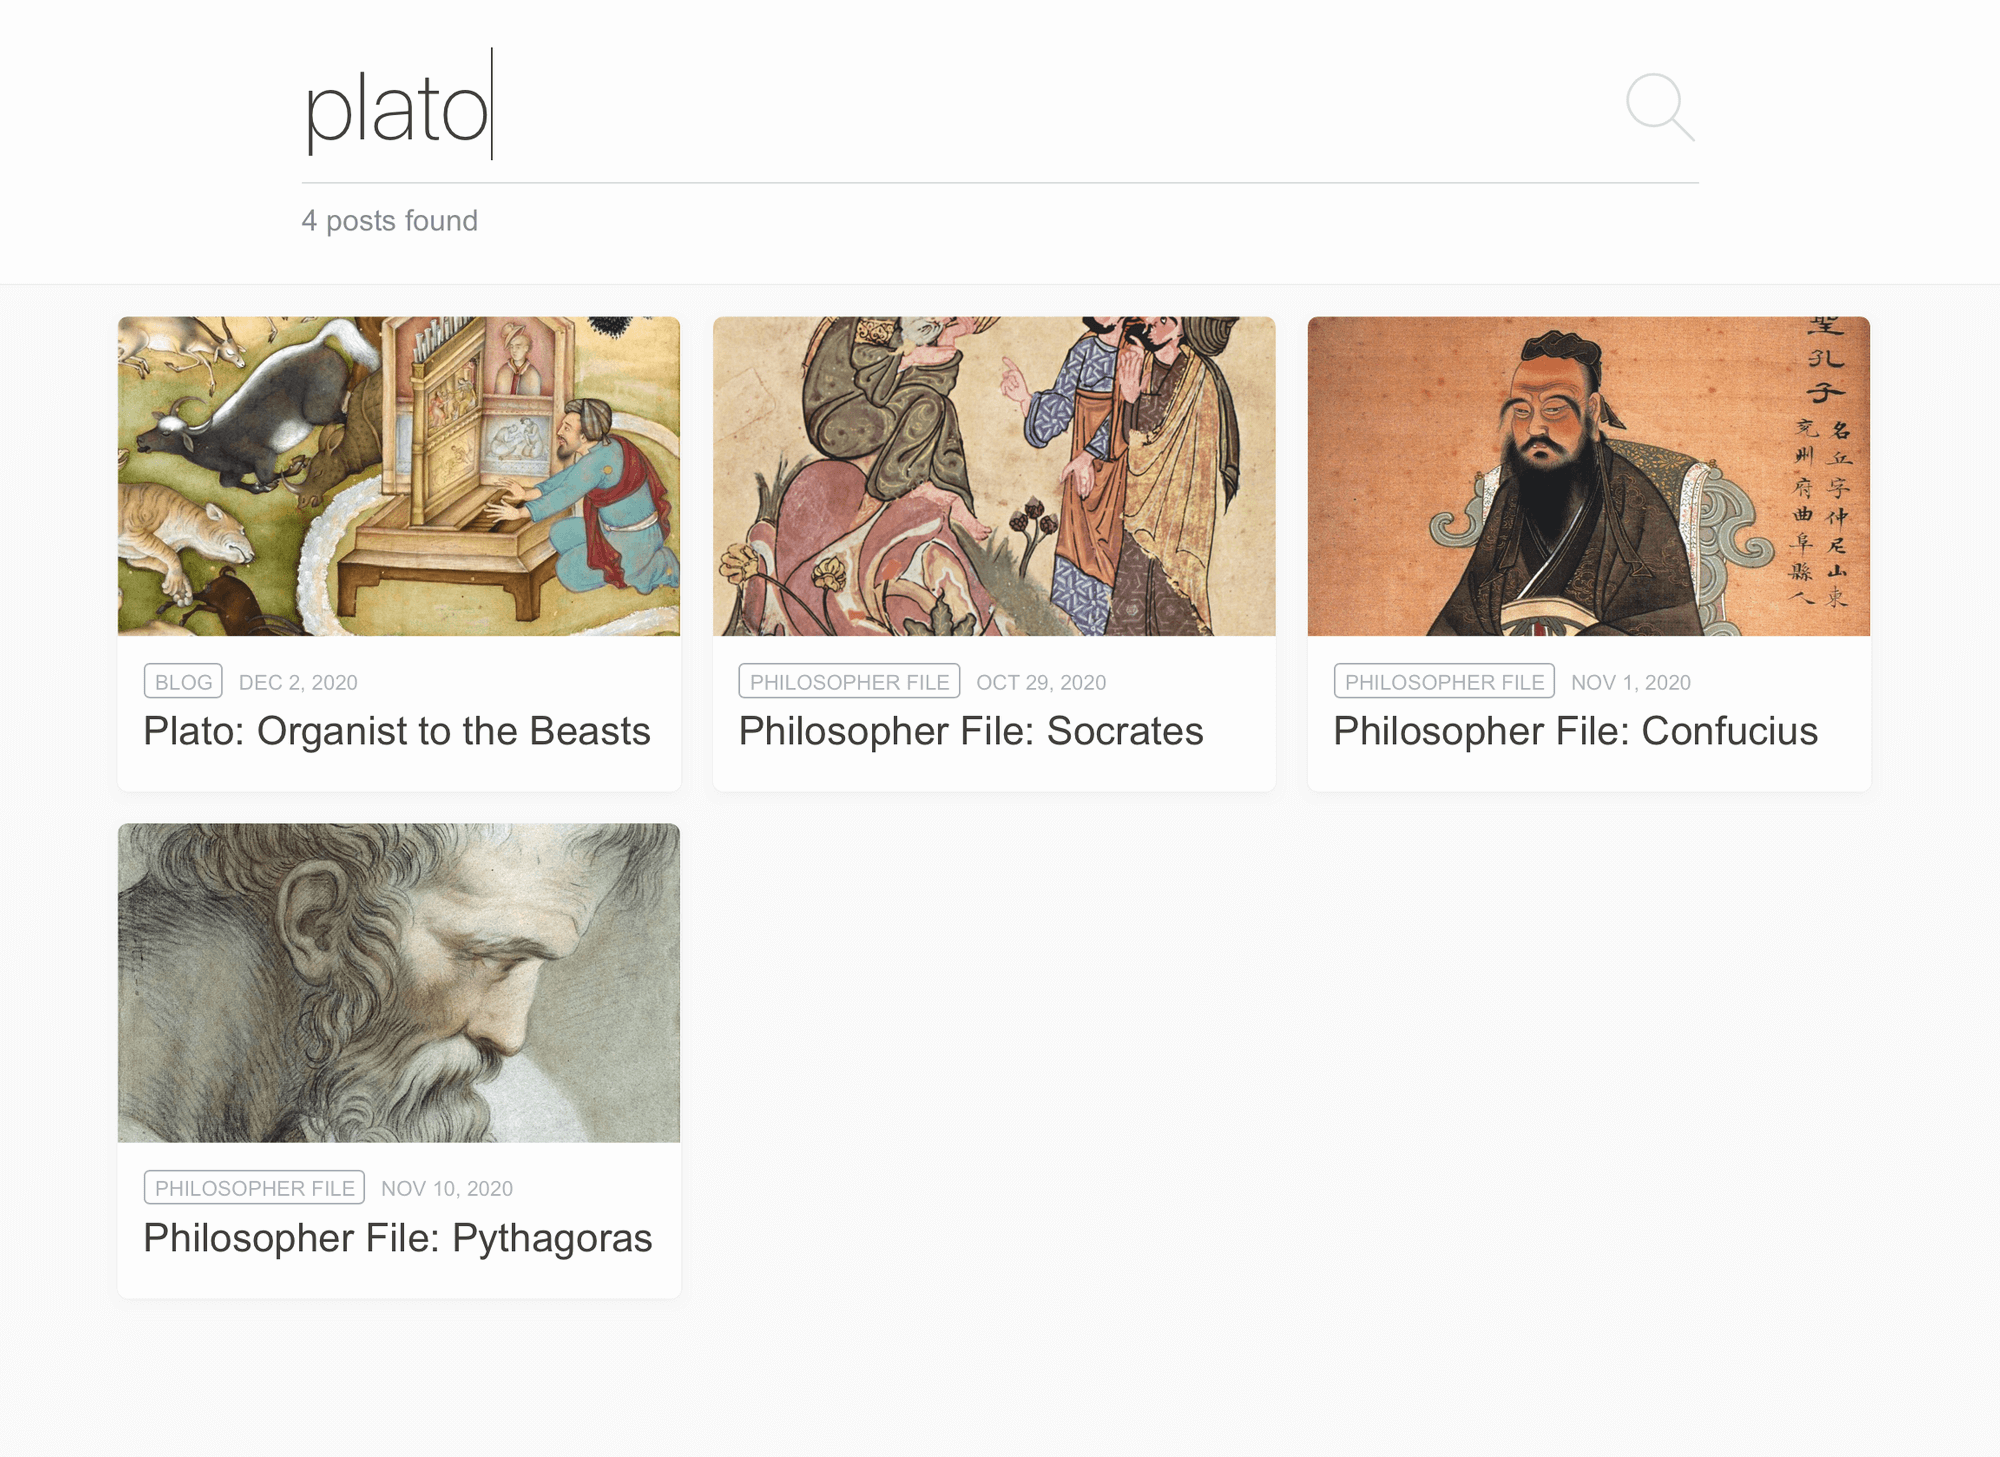 plato
4 posts found
BLOG DEC 2, 2020
Plato: Organist to the Beasts
PHILOSOPHER FILE OCT 29, 2020
Philosopher File: Socrates
聖孔子
名丘字仲尼山東
兗州府曲阜縣人
PHILOSOPHER FILE NOV 1, 2020
Philosopher File: Confucius
PHILOSOPHER FILE NOV 10, 2020
Philosopher File: Pythagoras